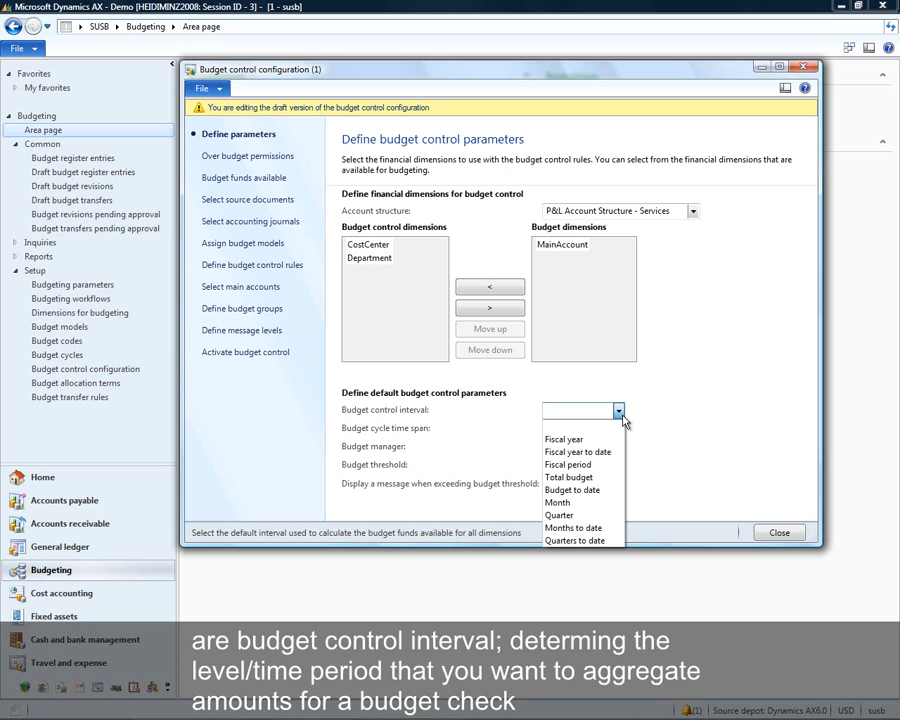 Microsoft Dynamics AX - Demo [HEIDIMINZ2008: Session ID - 3] - [1 - susb]
SUSB
Budgeting
Area page
File
Favorites
My favorites
Budgeting
Area page
Common
Budget register entries
Draft budget register entries
Draft budget revisions
Draft budget transfers
Budget revisions pending approval
Budget transfers pending approval
Inquiries
Reports
Setup
Budgeting parameters
Budgeting workflows
Dimensions for budgeting
Budget models
Budget codes
Budget cycles
Budget control configuration
Budget allocation terms
Budget transfer rules
Home
Accounts payable
Accounts receivable
General ledger
Budgeting
Cost accounting
Fixed assets
Cash and bank management
Travel and expense
Budget control configuration (1)
File
You are editing the draft version of the budget control configuration
Define parameters
Over budget permissions
Budget funds available
Select source documents
Select accounting journals
Assign budget models
Define budget control rules
Select main accounts
Define budget groups
Define message levels
Activate budget control
Define budget control parameters
Select the financial dimensions to use with the budget control rules. You can select from the financial dimensions that are
available for budgeting.
Define financial dimensions for budget control
Account structure:
P&L Account Structure - Services
Budget control dimensions
Budget dimensions
CostCenter
Department
MainAccount
<
>
Move up
Move down
Define default budget control parameters
Budget control interval:
Budget cycle time span:
Budget manager:
Budget threshold:
Display a message when exceeding budget threshold:
Fiscal year
Fiscal year to date
Fiscal period
Total budget
Budget to date
Month
Quarter
Months to date
Quarters to date
Select the default interval used to calculate the budget funds available for all dimensions
Close
are budget control interval; determing the
level/time period that you want to aggregate
amounts for a budget check
(1)
Source depot: Dynamics AX6.0
USD
susb